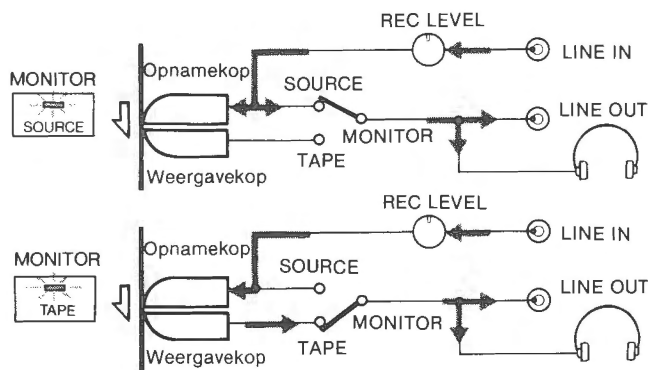 REC LEVEL
LINE IN
MONITOR
SOURCE
Opnamekop
SOURCE
LINE OUT
MONITOR
TAPE
Weergavekop
REC LEVEL
LINE IN
MONITOR
TAPE
Opnamekop
SOURCE
LINE OUT
MONITOR
TAPE
Weergavekop